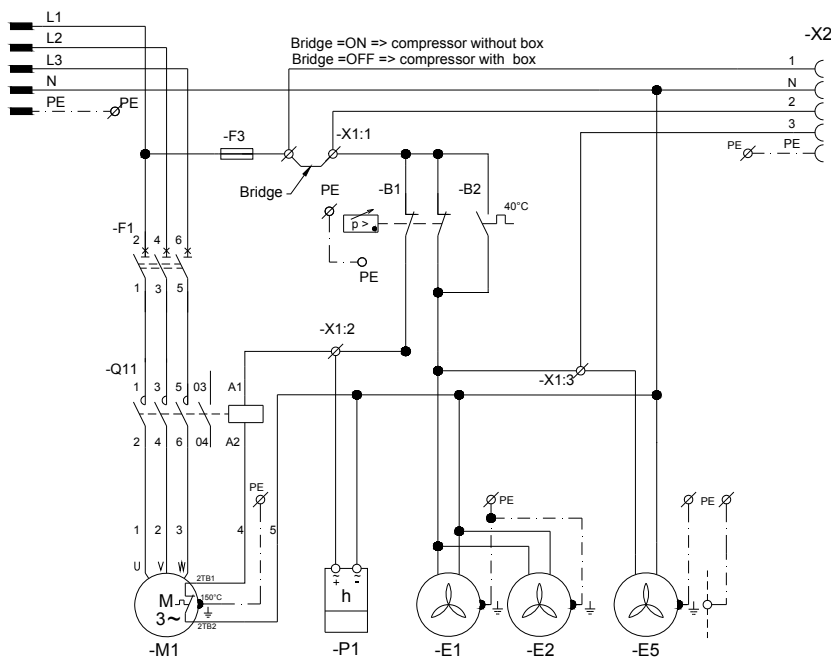 L1
L2
L3
N
PE
PE
Bridge =ON => compressor without box
Bridge =OFF => compressor with box
-X2
1
N
2
3
PE
PE
-F3
-X1:1
Bridge
PE
-B1
-B2
40°C
p >
PE
-F1
2 4 6
1 3 5
-X1:2
-X1:3
-Q11
1 3 5 03 A1
2 4 6 04 A2
PE
PE
PE
1 2 3 4 5
U V W
2TB1
M
3~
150°C
2TB2
~ ~
+ -
h
-M1
-P1
-E1
-E2
-E5